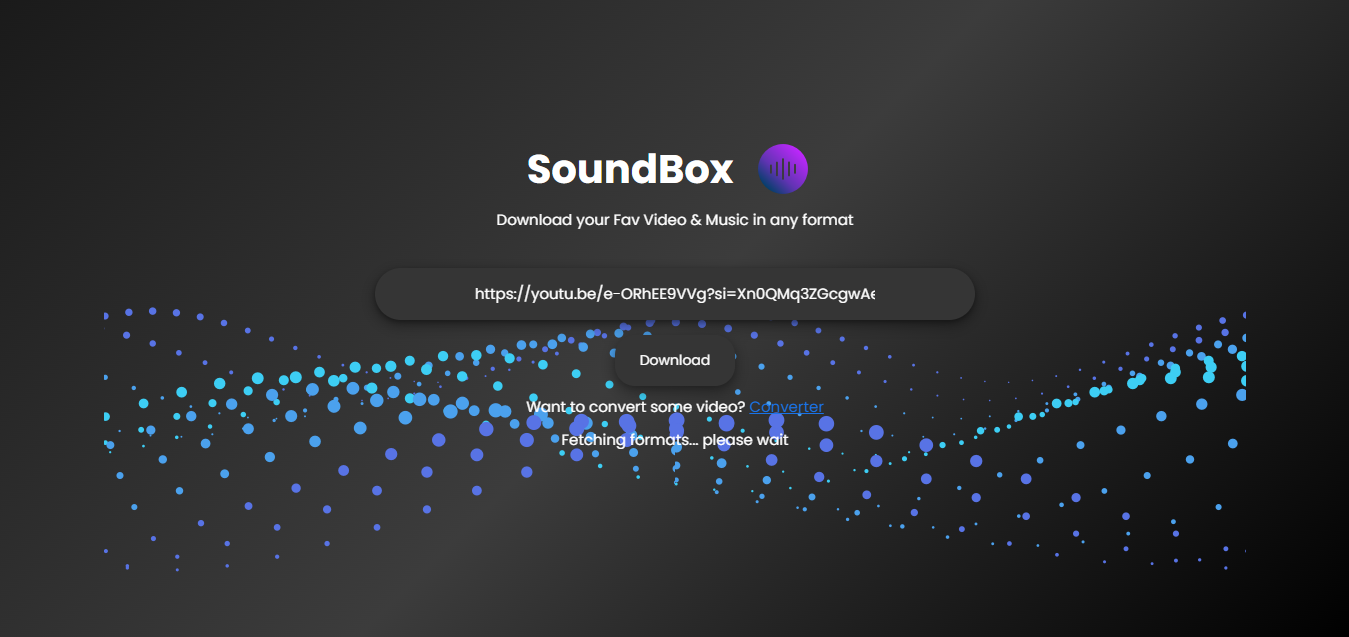 SoundBox
Download your Fav Video & Music in any format
https://youtu.be/e-ORhEE9VVg?si=Xn0QMq3ZGcgwAe
Download
Want to convert some video? Converter
Fetching formats... please wait